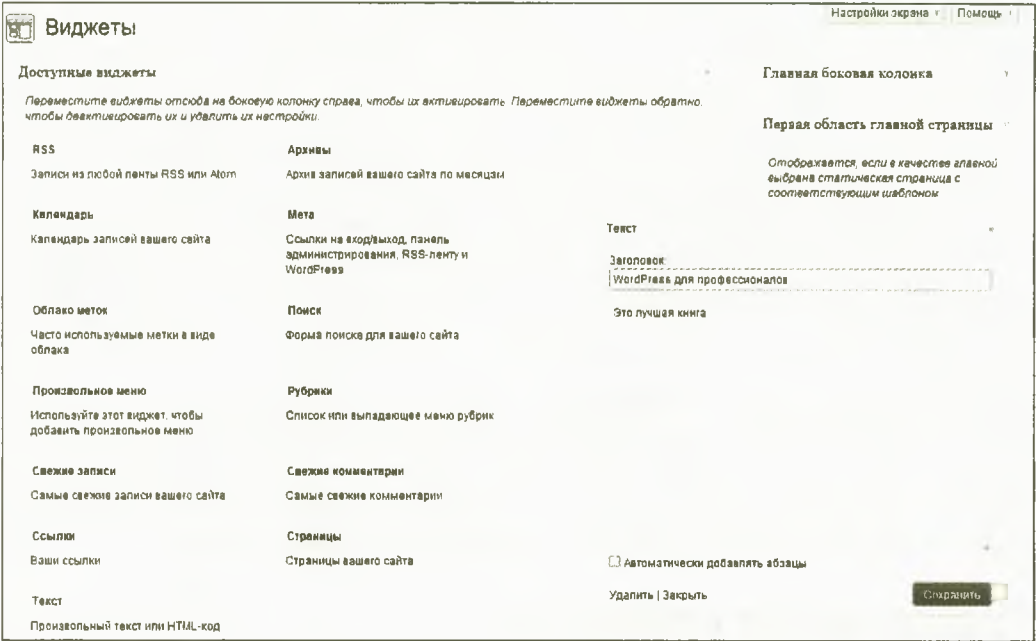 Настройки экрана
Помощь
Виджеты
Доступные виджеты
Переместите виджеты отсюда на боковую колонку справа, чтобы их активировать. Переместите виджеты обратно,
чтобы деактивировать их и удалить их настройки.
RSS
Записи из любой ленты RSS или Atom
Архивы
Архив записей вашего сайта по месяцам
Календарь
Календарь записей вашего сайта
Мета
Ссылки на вход/выход, панель
администрирования, RSS-ленту и
WordPress
Облако меток
Часто используемые метки в виде
облака
Поиск
Форма поиска для вашего сайта
Произвольное меню
Используйте этот виджет, чтобы
добавить произвольное меню
Рубрики
Список или выпадающее меню рубрик
Свежие записи
Самые свежие записи вашего сайта
Свежие комментарии
Самые свежие комментарии
Ссылки
Ваши ссылки
Страницы
Страницы вашего сайта
Текст
Произвольный текст или HTML-код
Главная боковая колонка
Первая область главной страницы
Отображается, если в качестве главной
выбрана статическая страница с
соответствующим шаблоном
Текст
Заголовок:
WordPress для профессионалов
Это лучшая книга
Автоматически добавлять абзацы
Удалить | Закрыть
Сохранить